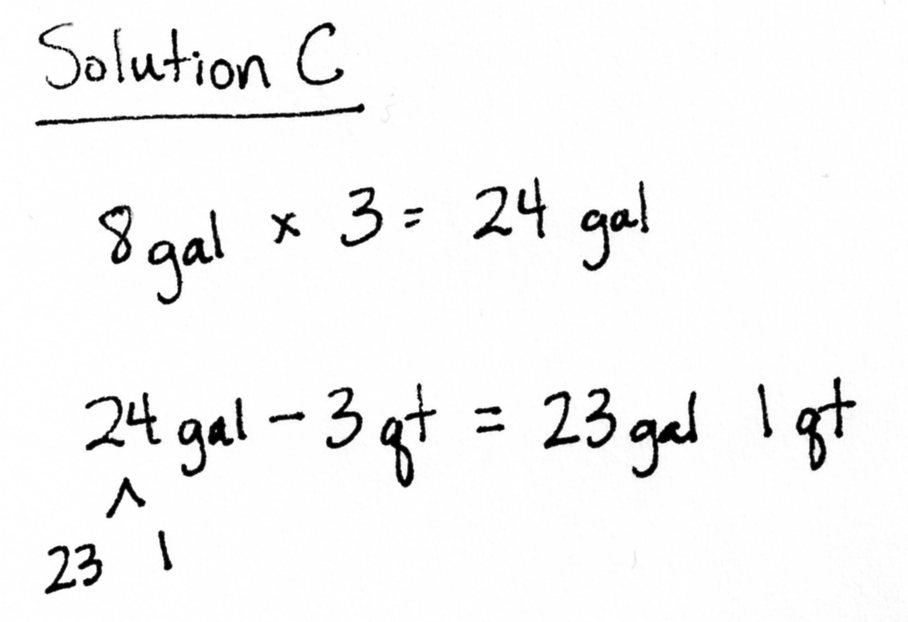 Solution C
8 gal × 3 = 24 gal
24 gal - 3 qt = 23 gal 1 qt
^
23 1